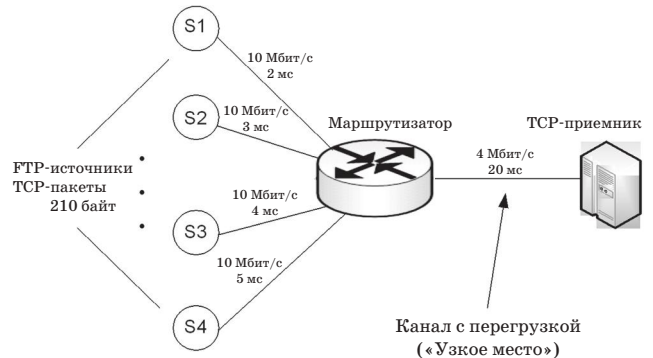 S1
10 Мбит/с
2 мс
S2
10 Мбит/с
3 мс
Маршрутизатор
TCP-приемник
4 Мбит/с
20 мс
FTP-источники
TCP-пакеты
210 байт
S3
10 Мбит/с
4 мс
10 Мбит/с
5 мс
S4
Канал с перегрузкой
(«Узкое место»)